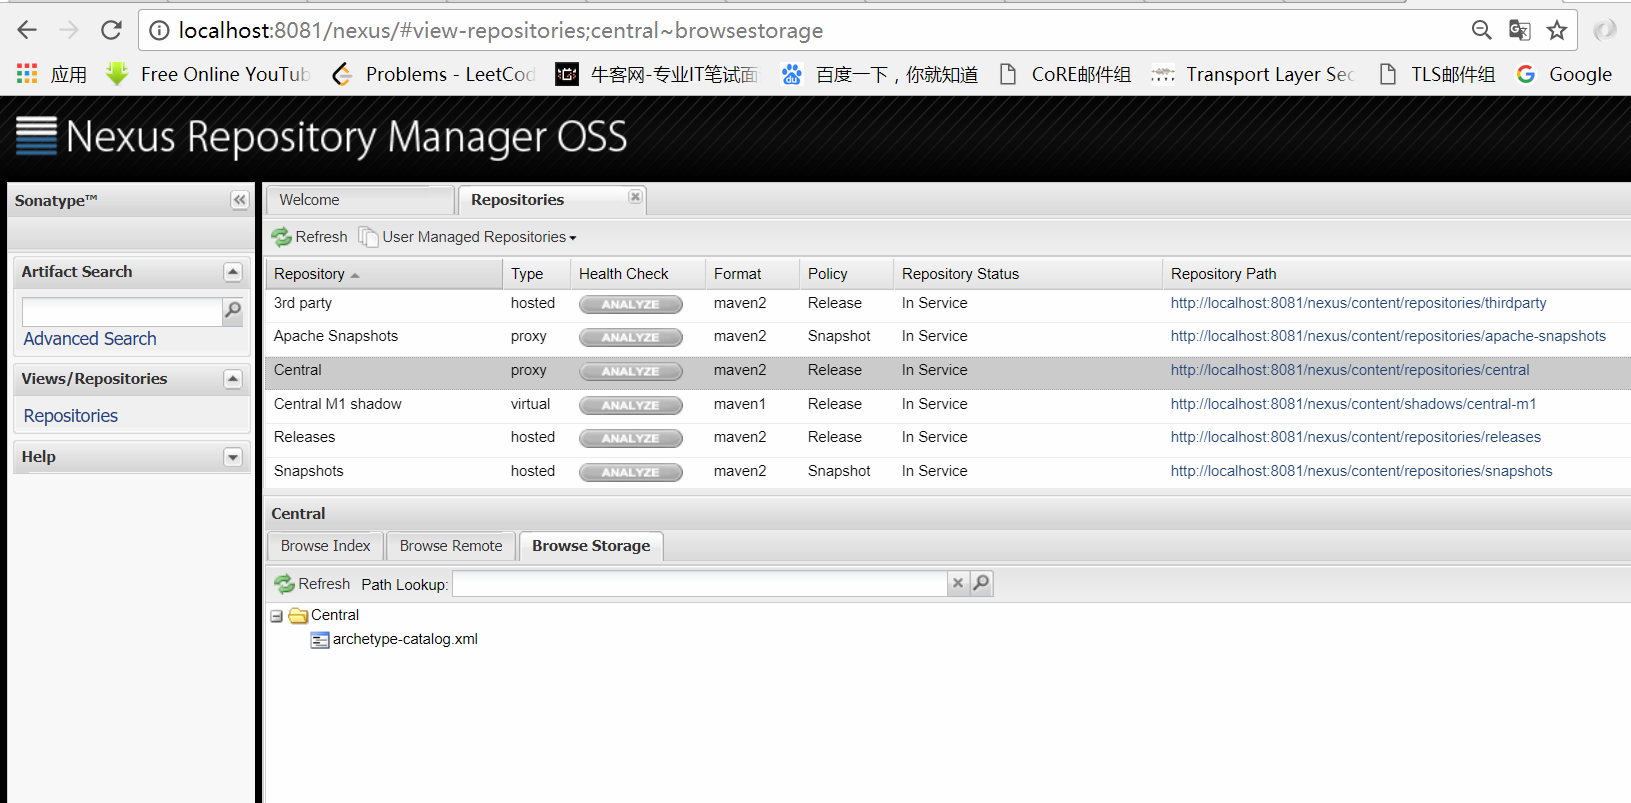 localhost:8081/nexus/#view-repositories;central~browsestorage
应用 Free Online YouTub Problems - LeetCod 牛客网-专业IT笔试面 百度一下，你就知道 CoRE邮件组 Transport Layer Sec TLS邮件组 Google
Nexus Repository Manager OSS
Sonatype™
Artifact Search
Advanced Search
Views/Repositories
Repositories
Help
Welcome Repositories
Refresh User Managed Repositories
Repository Type Health Check Format Policy Repository Status Repository Path
3rd party hosted ANALYZE maven2 Release In Service http://localhost:8081/nexus/content/repositories/thirdparty
Apache Snapshots proxy ANALYZE maven2 Snapshot In Service http://localhost:8081/nexus/content/repositories/apache-snapshots
Central proxy ANALYZE maven2 Release In Service http://localhost:8081/nexus/content/repositories/central
Central M1 shadow virtual ANALYZE maven1 Release In Service http://localhost:8081/nexus/content/shadows/central-m1
Releases hosted ANALYZE maven2 Release In Service http://localhost:8081/nexus/content/repositories/releases
Snapshots hosted ANALYZE maven2 Snapshot In Service http://localhost:8081/nexus/content/repositories/snapshots
Central
Browse Index Browse Remote Browse Storage
Refresh Path Lookup:
Central
archetype-catalog.xml